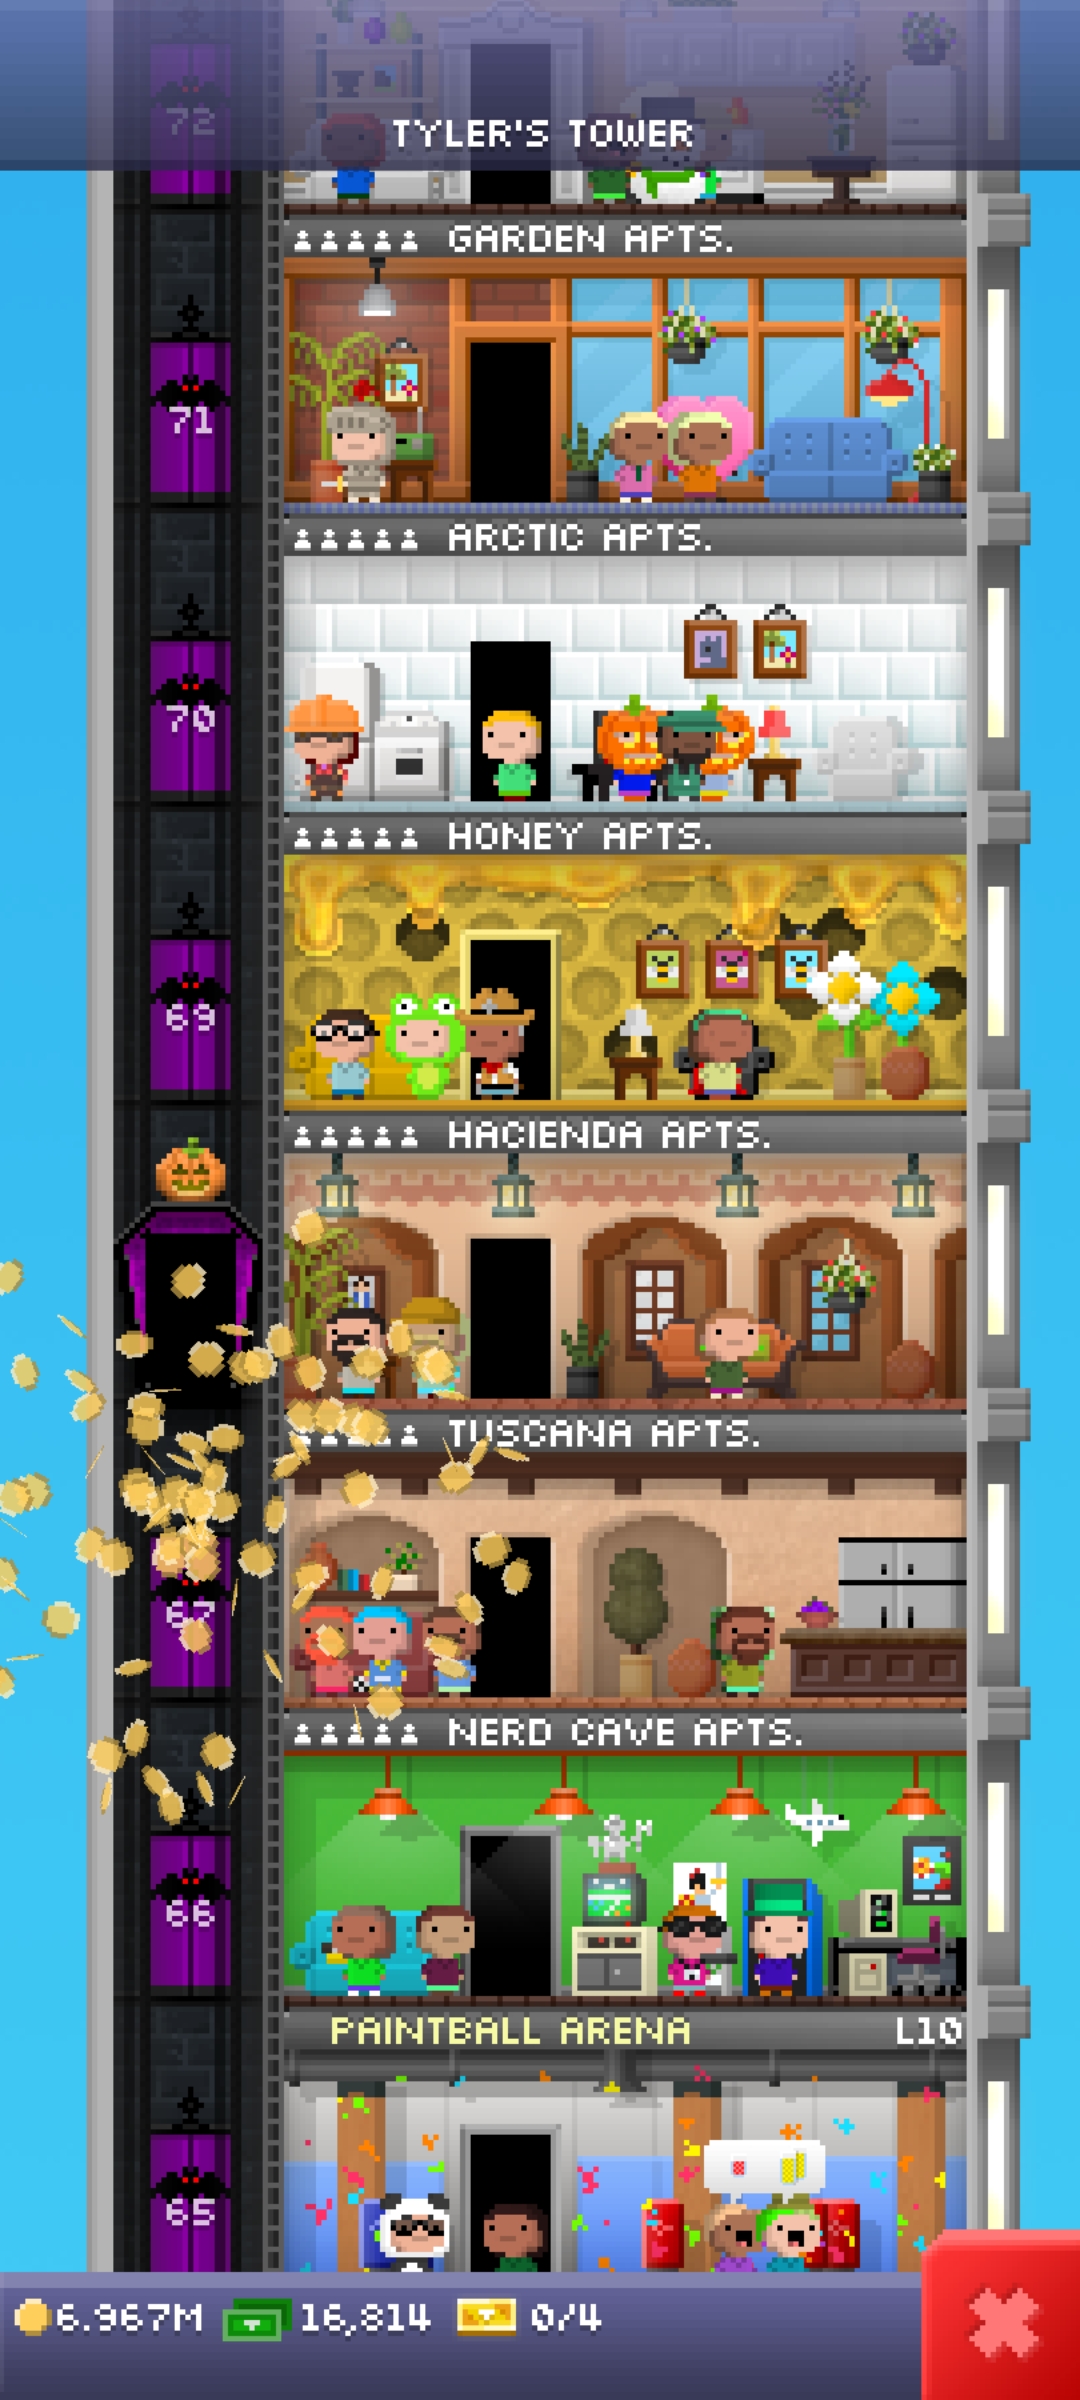 72
TYLER'S TOWER
GARDEN APTS.
71
ARCTIC APTS.
70
HONEY APTS.
69
HACIENDA APTS.
TUSCANA APTS.
67
NERD CAVE APTS.
66
PAINTBALL ARENA L10
65
6.967M 16,814 0/4